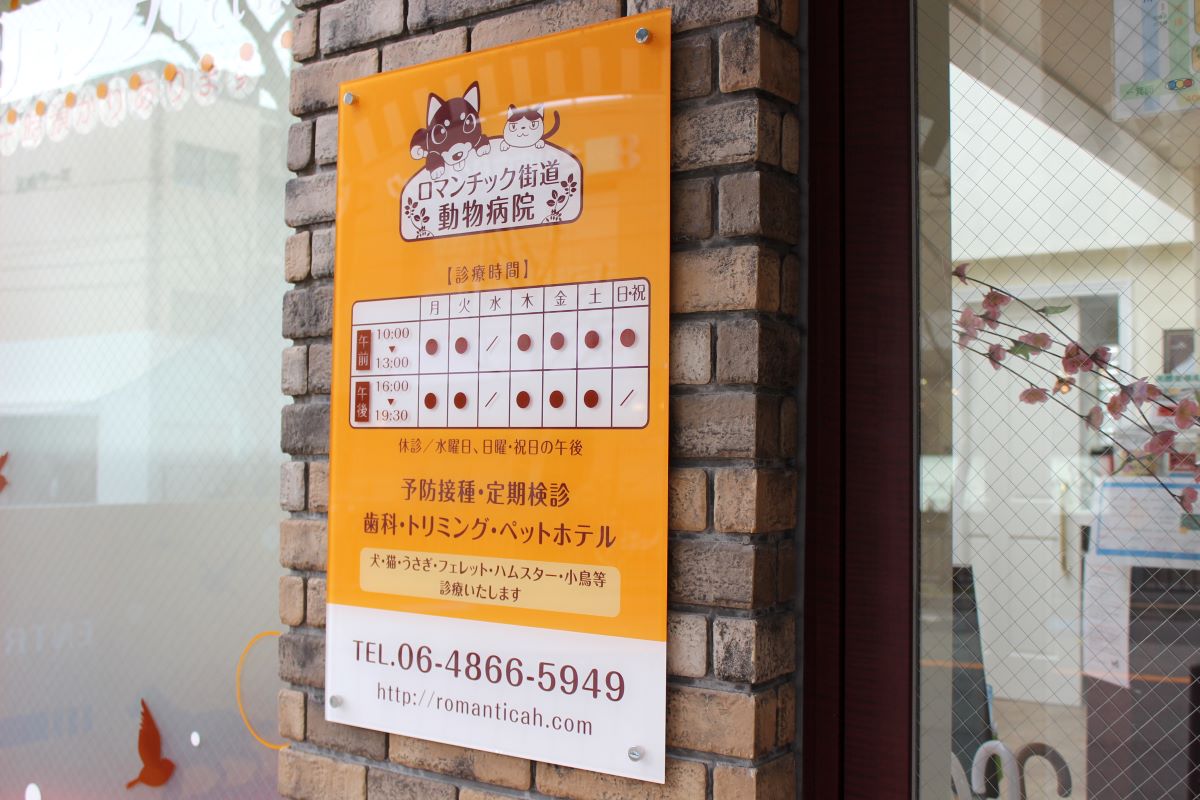 ロマンチック街道
動物病院
【診療時間】
月 火 水 木 金 土 日・祝
午前 10:00 ▼ 13:00 ● ● ／ ● ● ● ●
午後 16:00 ▼ 19:30 ● ● ／ ● ● ● ／
休診／水曜日、日曜・祝日の午後
予防接種・定期検診
歯科・トリミング・ペットホテル
犬・猫・うさぎ・フェレット・ハムスター・小鳥等
診療いたします
TEL.06-4866-5949
http://romanticah.com